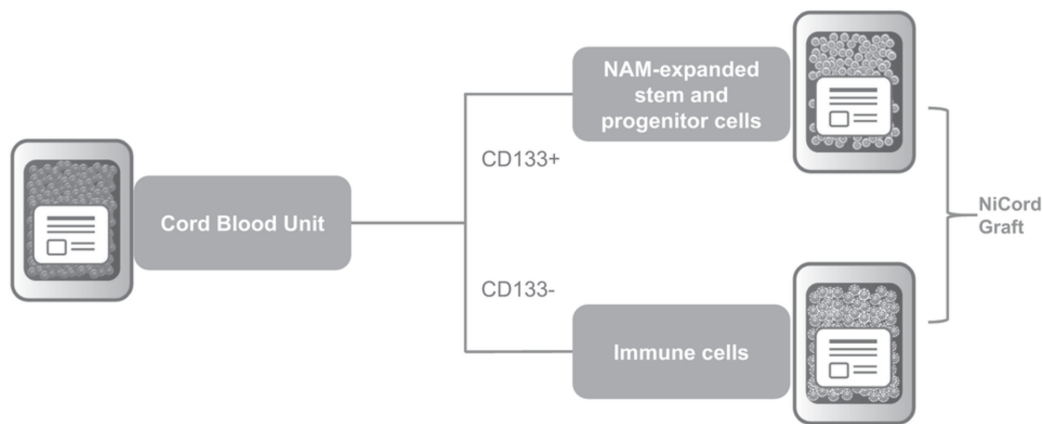 Cord Blood Unit
CD133+
NAM-expanded
stem and
progenitor cells
CD133-
Immune cells
NiCord
Graft